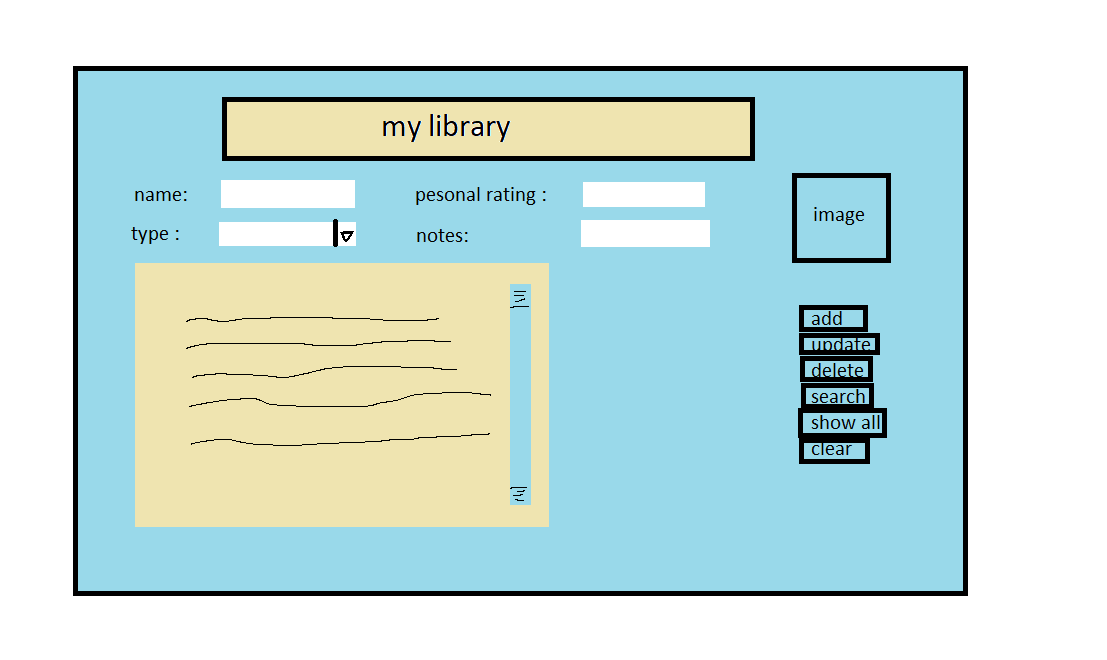 my library
name:
pesonal rating :
type :
notes:
image
add
update
delete
search
show all
clear